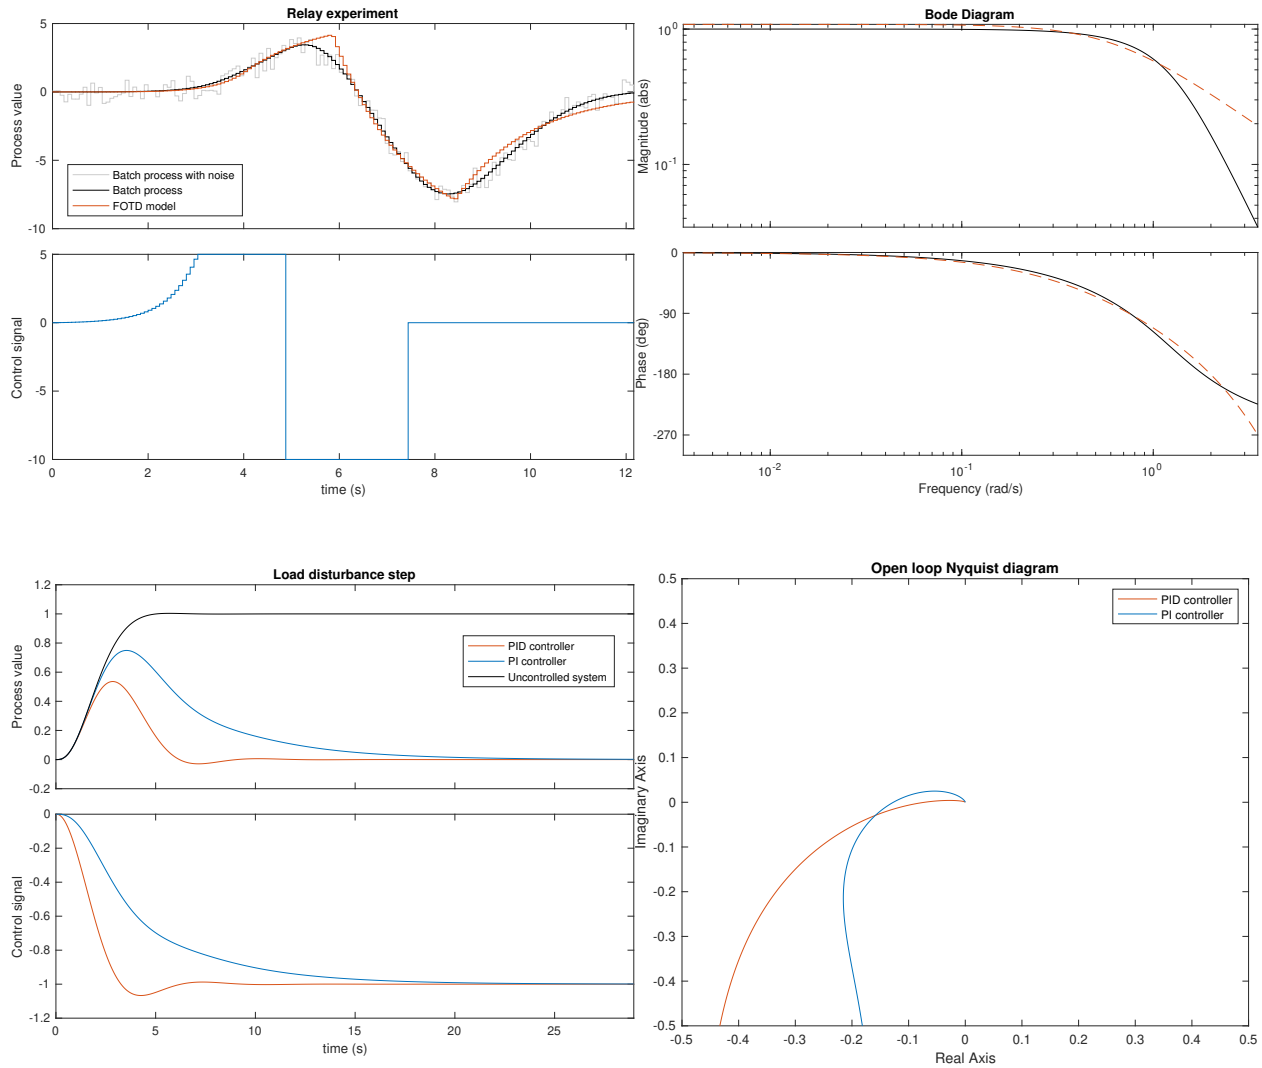 Relay experiment
5
0
-5
-10
Process value
Batch process with noise
Batch process
FOTD model
5
0
-5
-10
Control signal
0 2 4 6 8 10 12
time (s)
Bode Diagram
10^0
10^-1
Magnitude (abs)
0
-90
-180
-270
Phase (deg)
10^-2 10^-1 10^0
Frequency (rad/s)
Load disturbance step
1.2
1
0.8
0.6
0.4
0.2
0
-0.2
Process value
PID controller
PI controller
Uncontrolled system
0
-0.2
-0.4
-0.6
-0.8
-1
-1.2
Control signal
0 5 10 15 20 25
time (s)
Open loop Nyquist diagram
0.5
0.4
0.3
0.2
0.1
0
-0.1
-0.2
-0.3
-0.4
-0.5
Imaginary Axis
PID controller
PI controller
-0.5 -0.4 -0.3 -0.2 -0.1 0 0.1 0.2 0.3 0.4 0.5
Real Axis